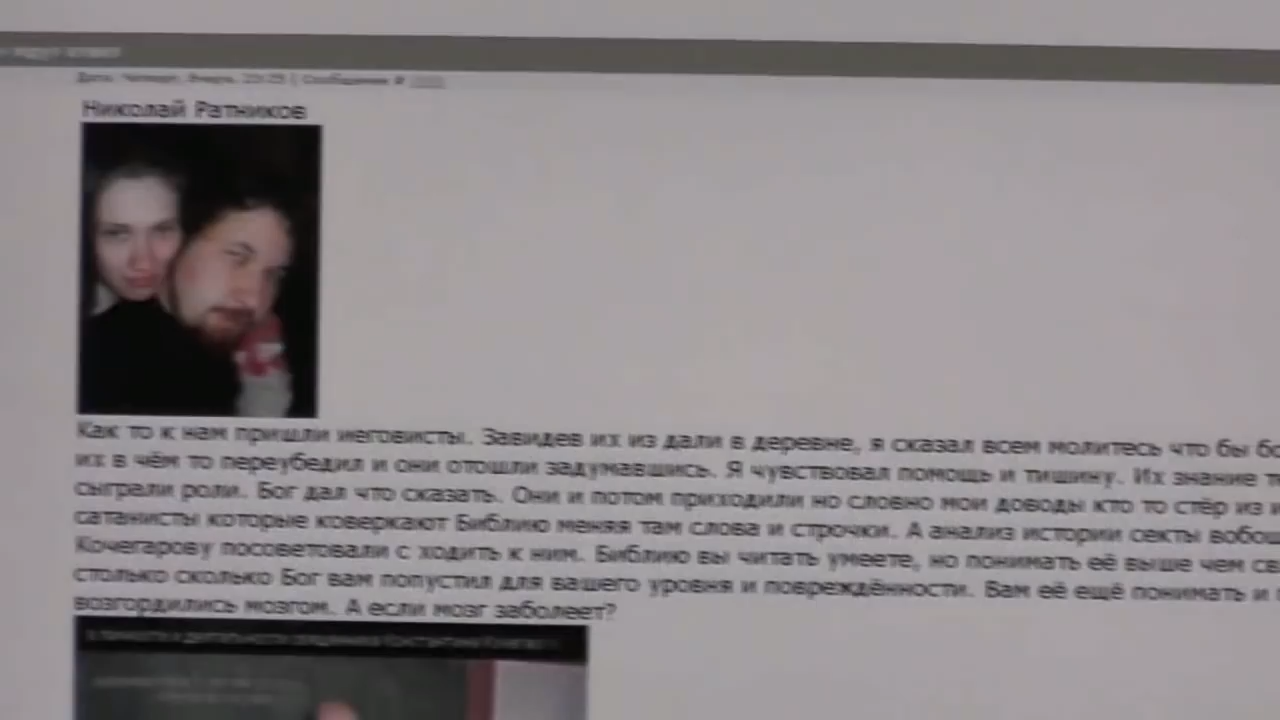 Николай Ратников
Как то к нам пришли иеговисты. Завидев их из дали в деревне, я сказал всем молитесь что бы
их в чём то переубедил и они отошли задумавшись. Я чувствовал помощь и тишину. Их знание
сыграли роли. Бог дал что сказать. Они и потом приходили но словно мои доводы кто то стёр из
сатанисты которые коверкают Библию меняя там слова и строчки. А анализ истории секты
Кочегарову посоветовали с ходить к ним. Библию вы читать умеете, но понимать её выше чем
столько сколько Бог вам попустил для вашего уровня и повреждённости. Вам её ещё понимать и
возгордились мозгом. А если мозг заболеет?